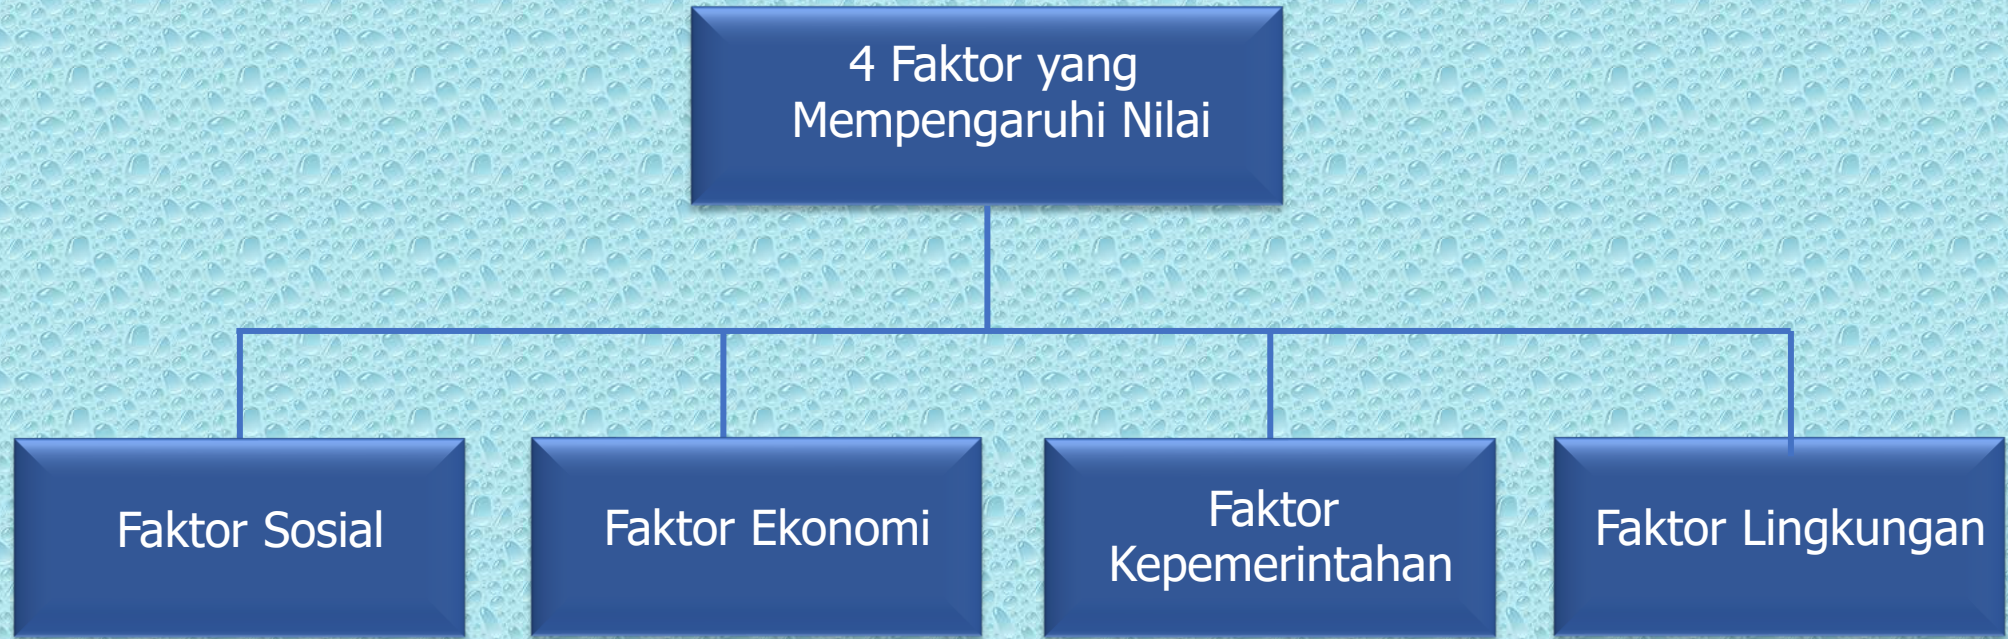 4 Faktor yang
Mempengaruhi Nilai
Faktor Sosial
Faktor Ekonomi
Faktor
Kepemerintahan
Faktor Lingkungan